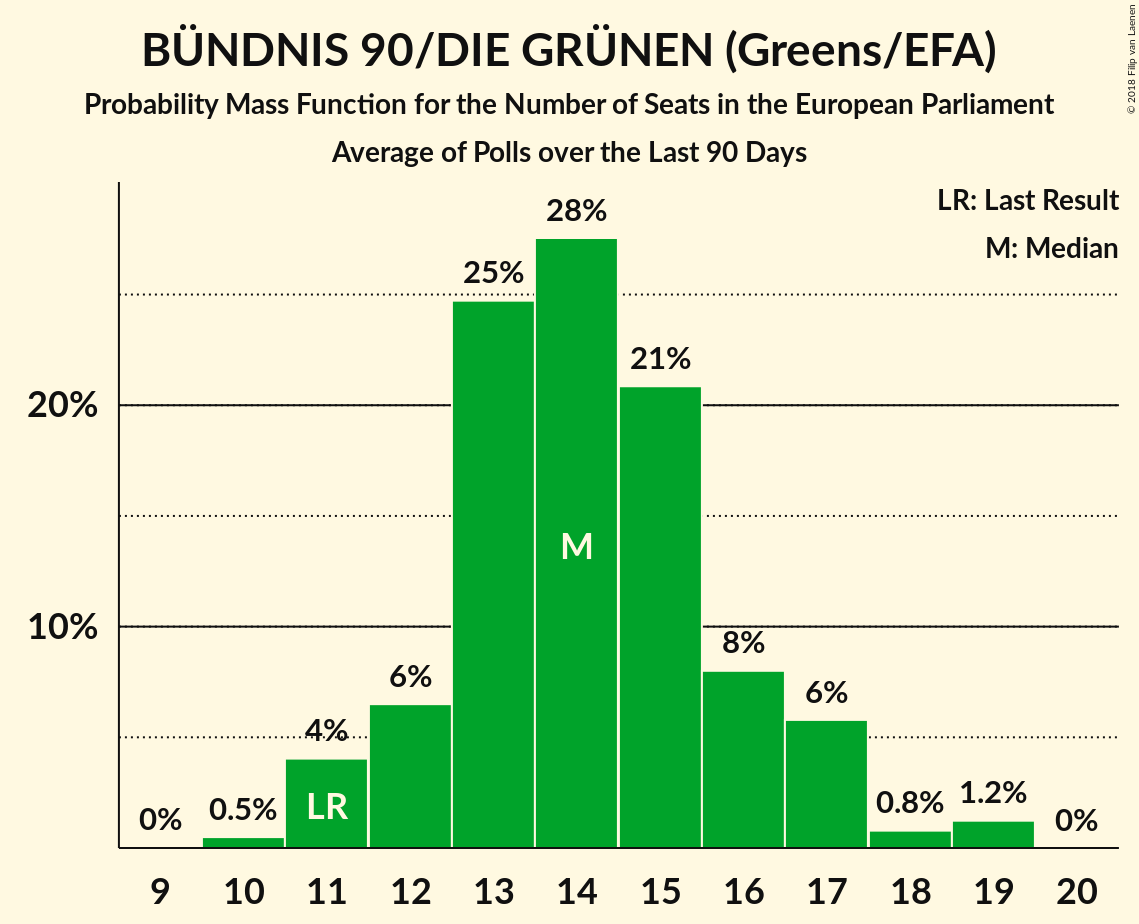 BÜNDNIS 90/DIE GRÜNEN (Greens/EFA)
Probability Mass Function for the Number of Seats in the European Parliament
Average of Polls over the Last 90 Days
© 2018 Filip van Laenen
LR: Last Result
M: Median
28%
25%
21%
20%
M
10%
8%
6%
6%
4%
LR
1.2%
0.8%
0.5%
0%
0%
9 10 11 12 13 14 15 16 17 18 19 20